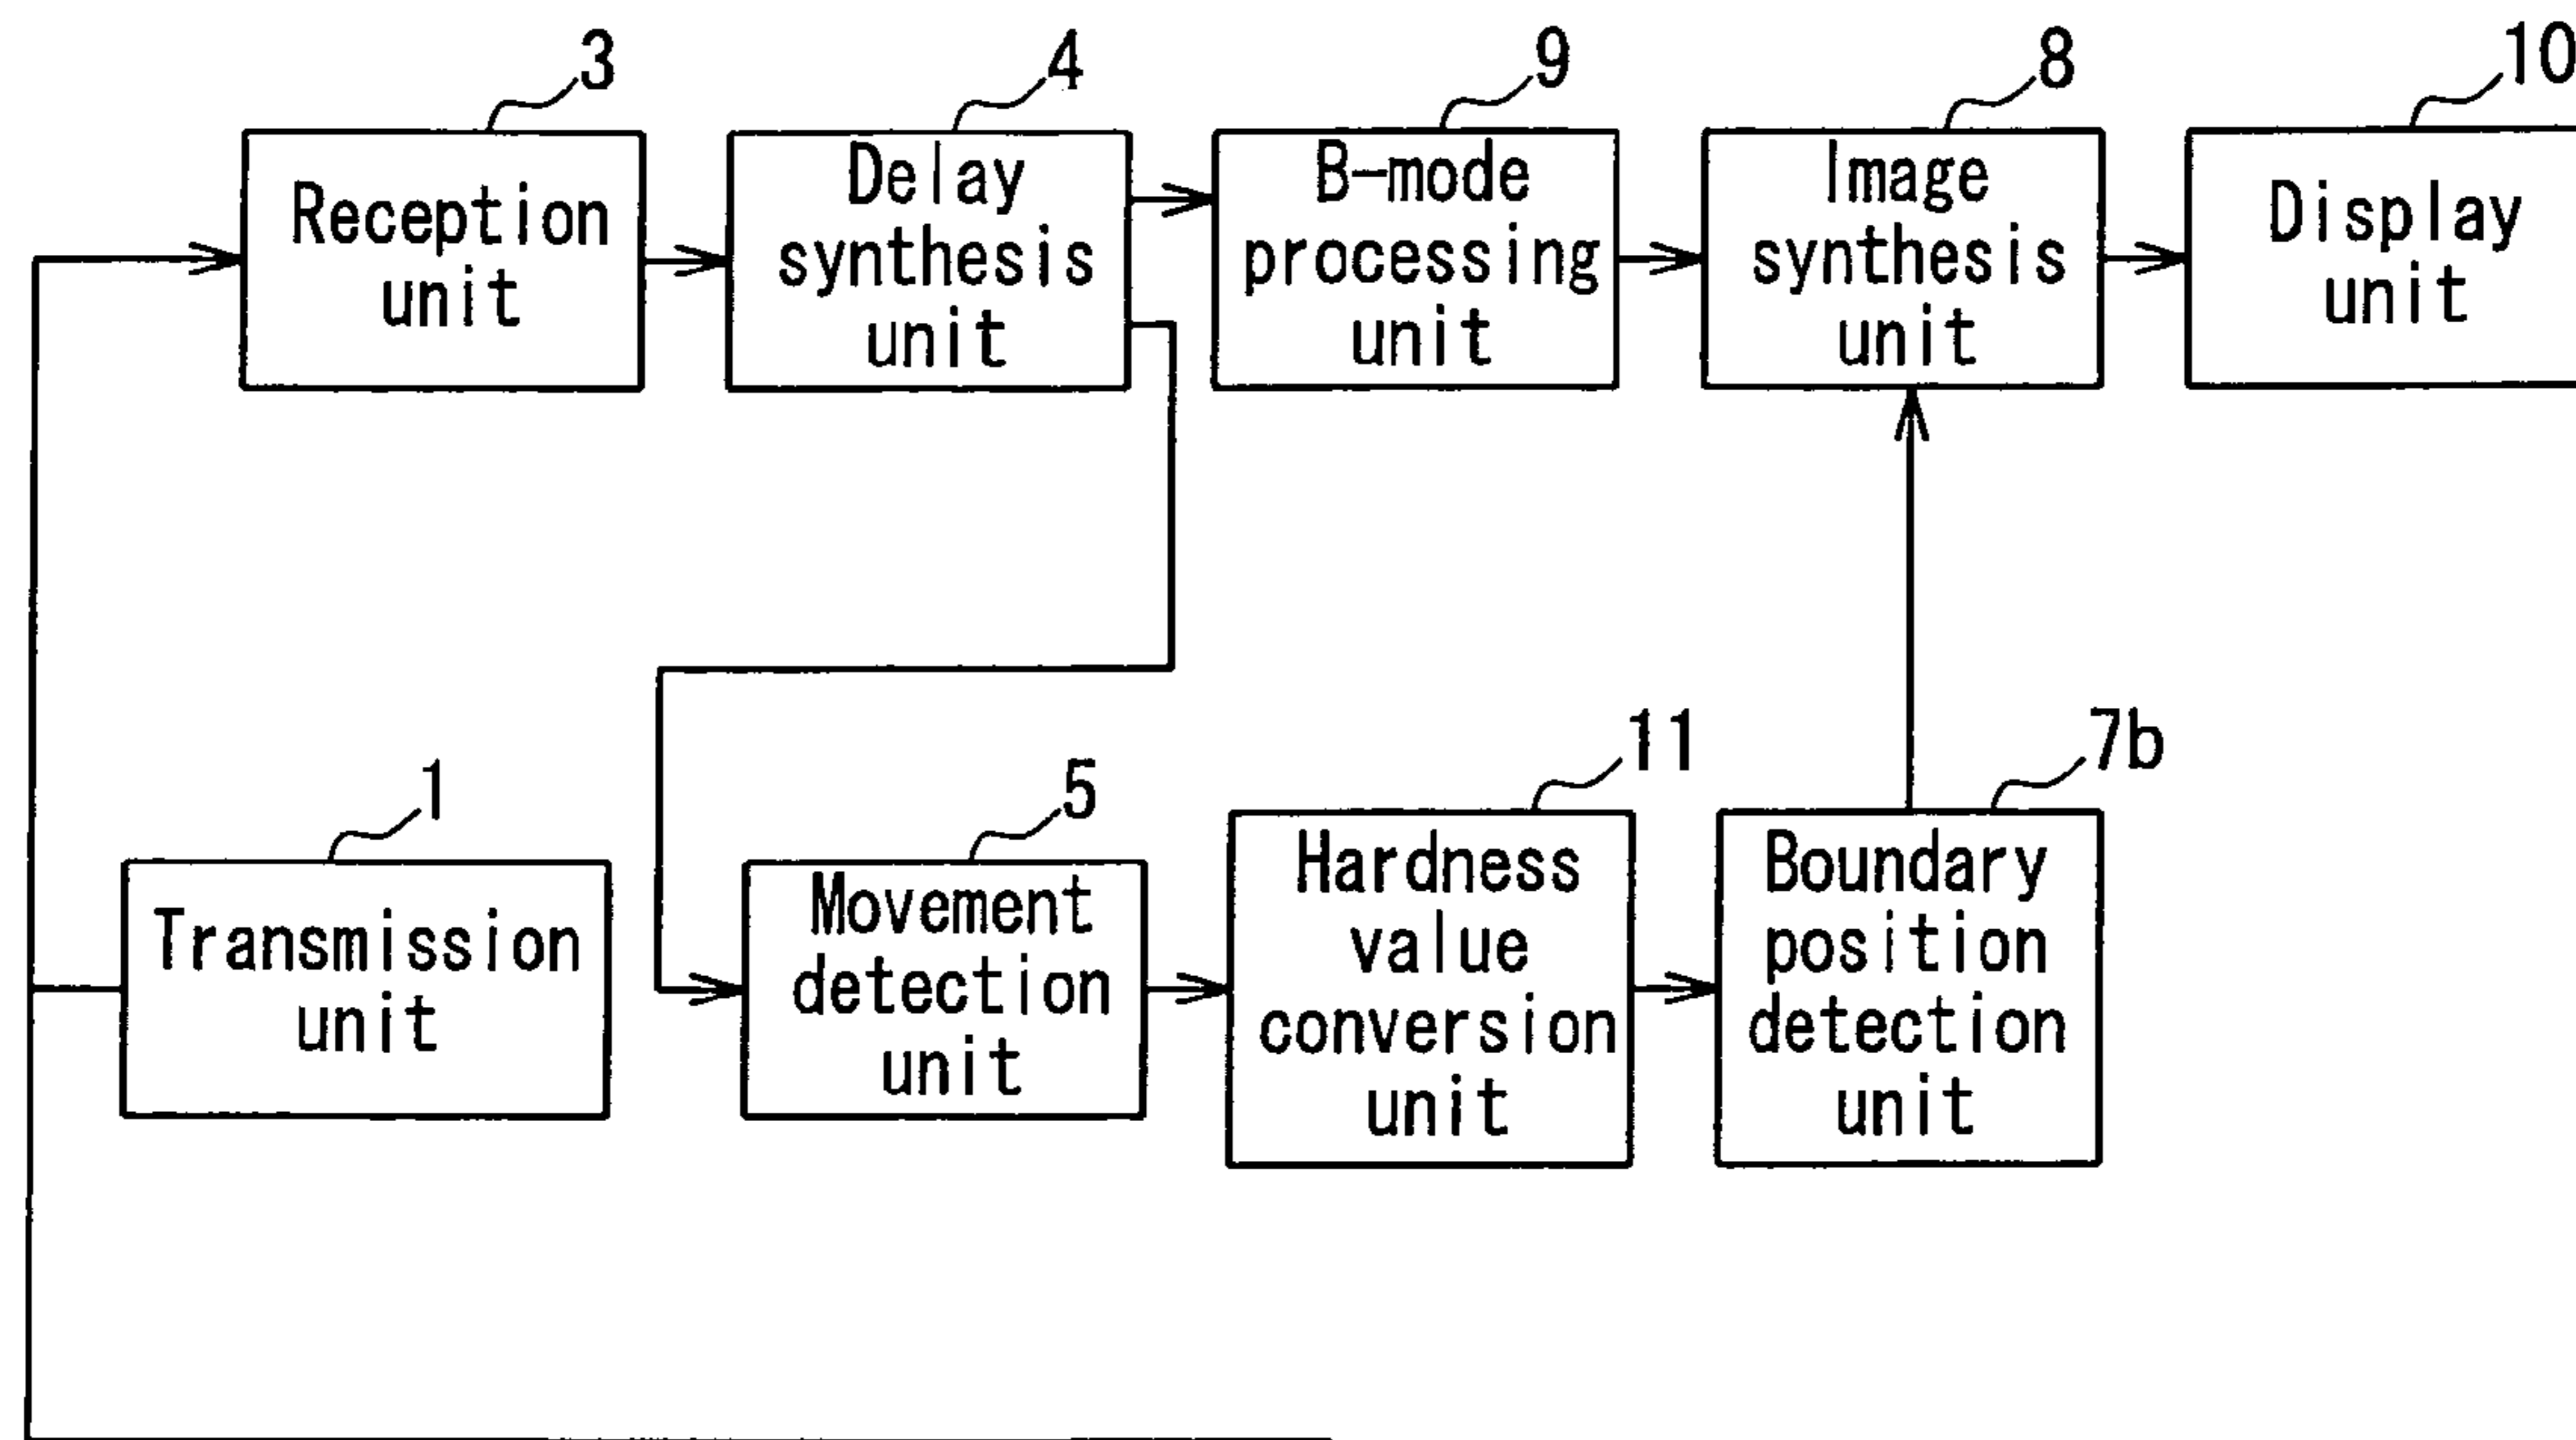 3
Reception
unit
4
Delay
synthesis
unit
9
B-mode
processing
unit
8
Image
synthesis
unit
10
Display
unit
1
Transmission
unit
5
Movement
detection
unit
11
Hardness
value
conversion
unit
7b
Boundary
position
detection
unit